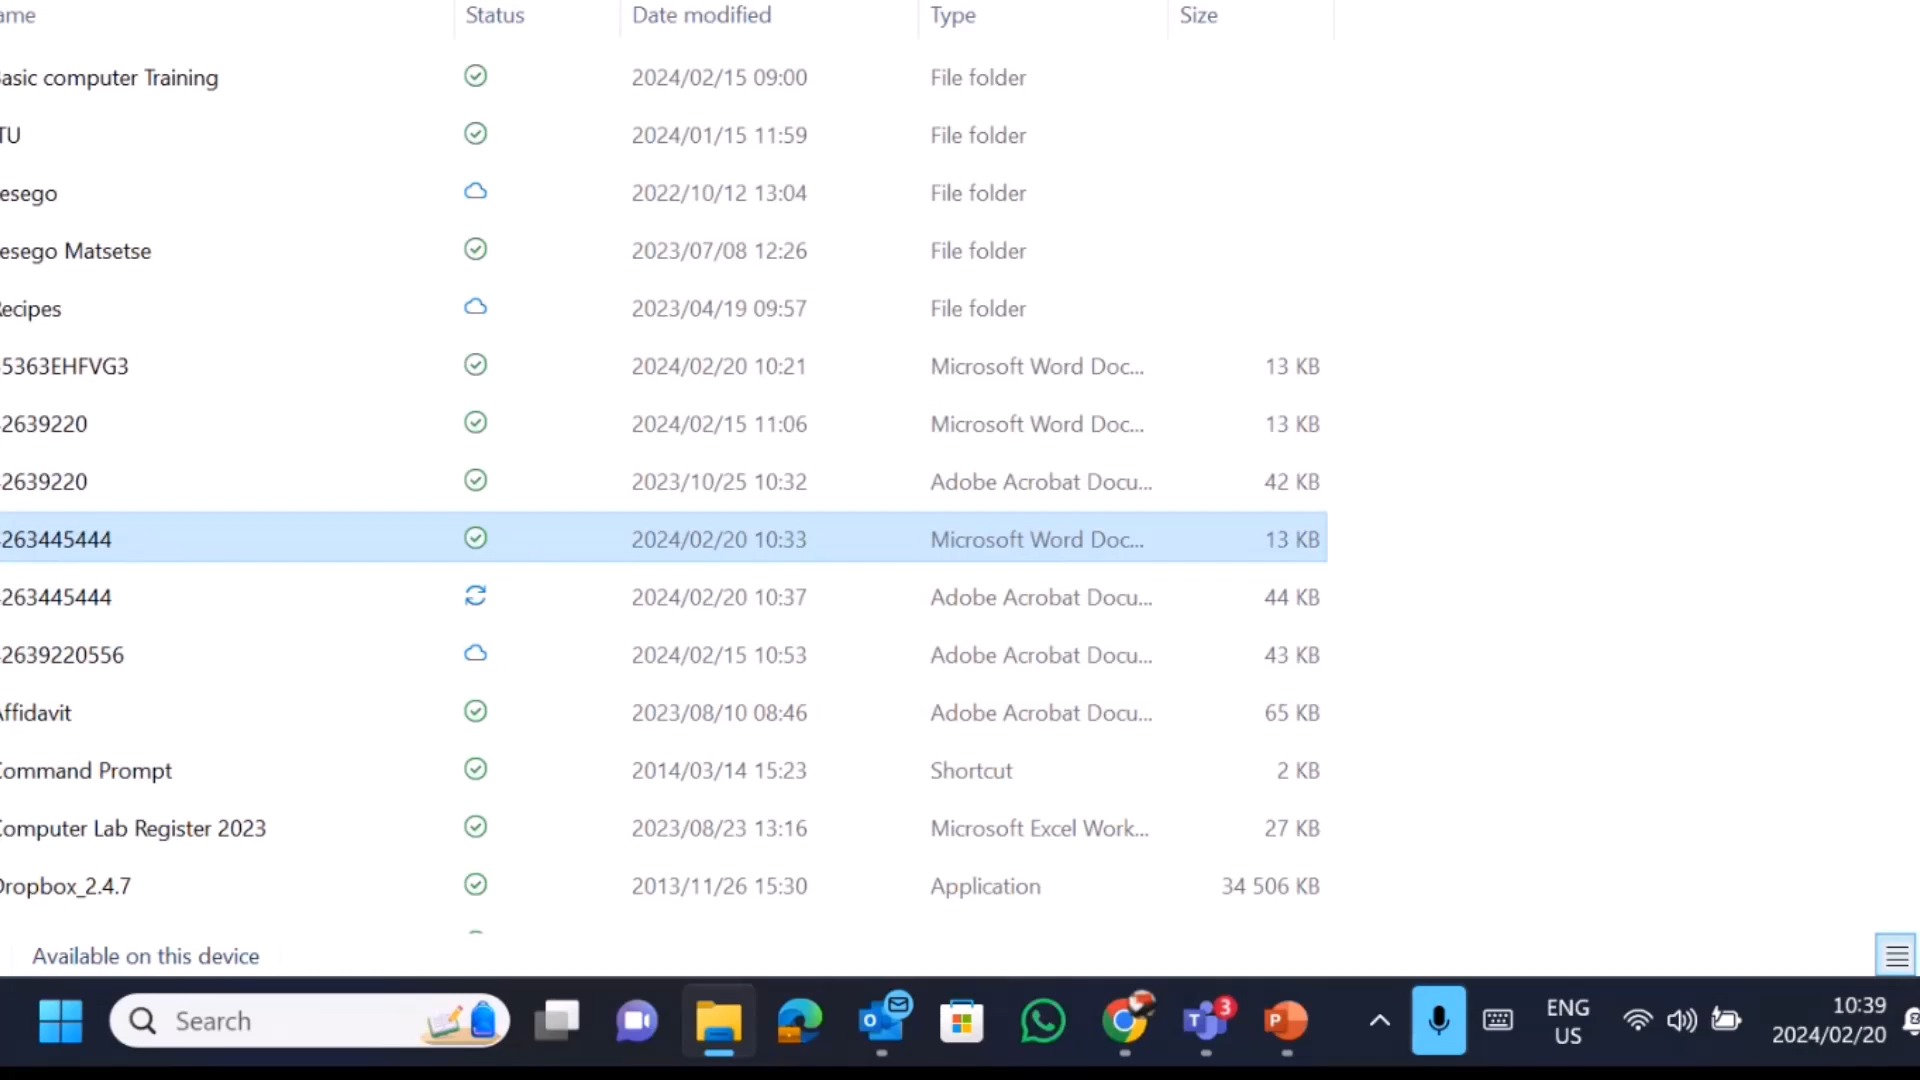 ame Status Date modified Type Size
asic computer Training 2024/02/15 09:00 File folder
TU 2024/01/15 11:59 File folder
esego 2022/10/12 13:04 File folder
esego Matsetse 2023/07/08 12:26 File folder
ecipes 2023/04/19 09:57 File folder
5363EHFVG3 2024/02/20 10:21 Microsoft Word Doc... 13 KB
2639220 2024/02/15 11:06 Microsoft Word Doc... 13 KB
2639220 2023/10/25 10:32 Adobe Acrobat Docu... 42 KB
263445444 2024/02/20 10:33 Microsoft Word Doc... 13 KB
263445444 2024/02/20 10:37 Adobe Acrobat Docu... 44 KB
2639220556 2024/02/15 10:53 Adobe Acrobat Docu... 43 KB
ffidavit 2023/08/10 08:46 Adobe Acrobat Docu... 65 KB
Command Prompt 2014/03/14 15:23 Shortcut 2 KB
Computer Lab Register 2023 2023/08/23 13:16 Microsoft Excel Work... 27 KB
Dropbox_2.4.7 2013/11/26 15:30 Application 34 506 KB
Available on this device
Search 3 ENG 10:39
US 2024/02/20